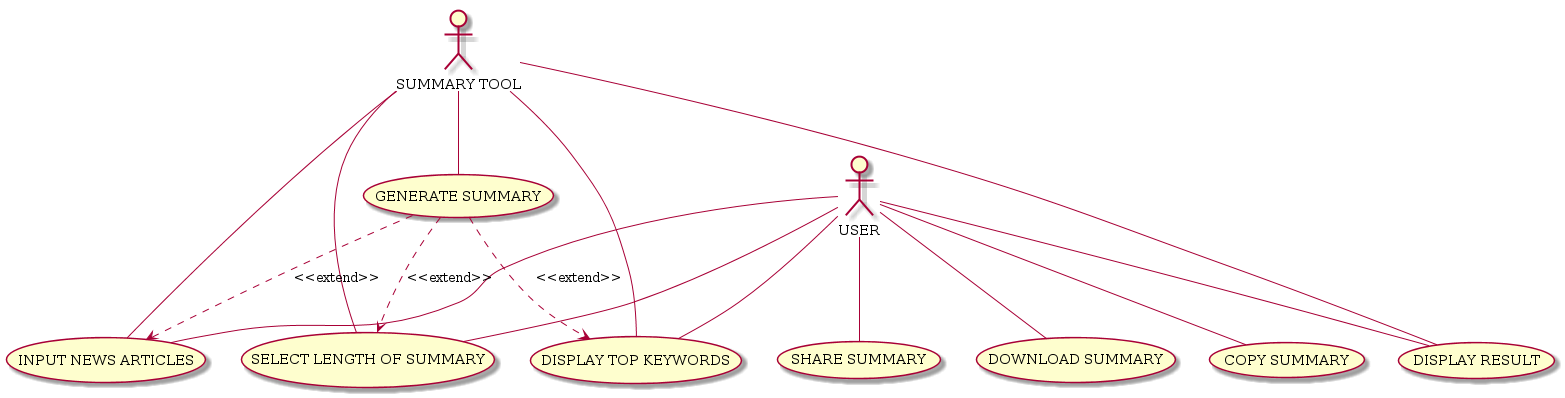 SUMMARY TOOL
GENERATE SUMMARY
USER
<<extend>>
<<extend>>
<<extend>>
INPUT NEWS ARTICLES
SELECT LENGTH OF SUMMARY
DISPLAY TOP KEYWORDS
SHARE SUMMARY
DOWNLOAD SUMMARY
COPY SUMMARY
DISPLAY RESULT